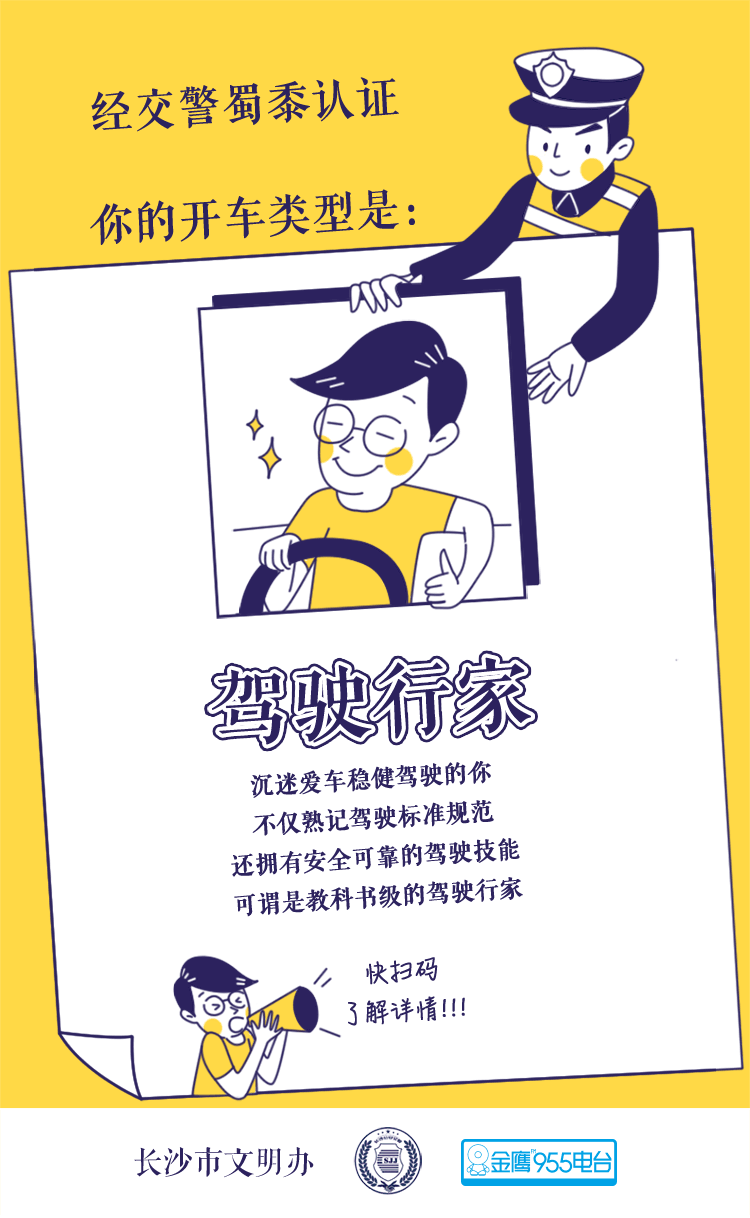 经交警蜀黍认证
你的开车类型是：
驾驶行家
沉迷爱车稳健驾驶的你
不仅熟记驾驶标准规范
还拥有安全可靠的驾驶技能
可谓是教科书级的驾驶行家
快扫码
了解详情!!!
长沙市文明办
SJJ
金鹰955电台